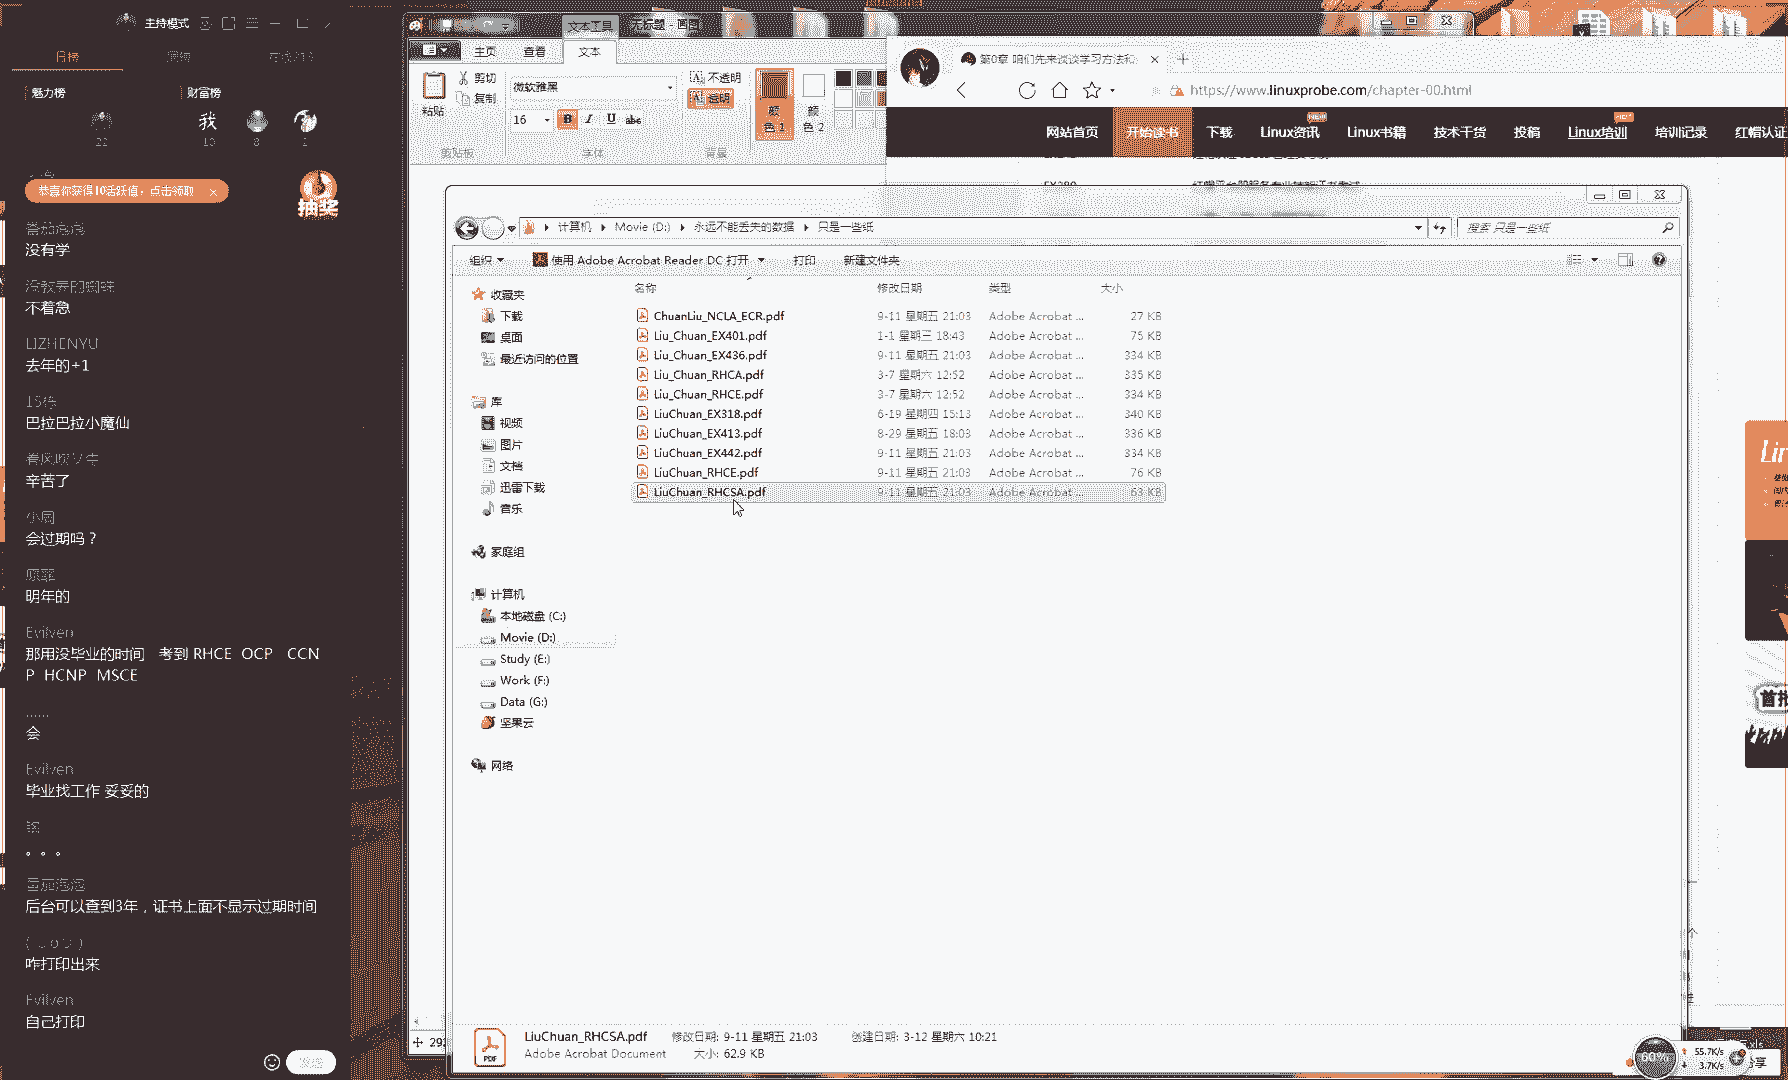 主持模式
日榜
周榜
魅力榜
财富榜
我
22
10
8
1
恭喜你获得10活跃值，点击领取
抽奖
没有学
不着急
LIZHENYU
去年的+1
巴拉巴拉小魔仙
辛苦了
小周
会过期吗？
明年的
Evilven
那用没毕业的时间 考到 RHCE OCP CCN
P HCNP MSCE
......
会
Evilven
毕业找工作 妥妥的
。。。
后台可以查到3年，证书上面不显示过期时间
咋打印出来
Evilven
自己打印
文本工具
无标题 - 画图
主页
查看
文本
粘贴
剪切
复制
剪贴板
微软雅黑
16
B
I
U
abc
字体
不透明
透明
背景
颜
色 1
颜
色 2
第0章 咱们先来谈谈学习方法和
https://www.linuxprobe.com/chapter-00.html
网站首页
开始读书
下载
Linux资讯
Linux书籍
技术干货
投稿
Linux培训
培训记录
红帽认证
计算机
Movie (D:)
永远不能丢失的数据
只是一些纸
搜索 只是一些纸
组织
使用 Adobe Acrobat Reader DC 打开
打印
新建文件夹
收藏夹
下载
桌面
最近访问的位置
库
视频
图片
文档
迅雷下载
音乐
家庭组
计算机
本地磁盘 (C:)
Movie (D:)
Study (E:)
Work (F:)
Data (G:)
坚果云
网络
名称 修改日期 类型 大小
ChuanLiu_NCLA_ECR.pdf 9-11 星期五 21:03 Adobe Acrobat ... 27 KB
Liu_Chuan_EX401.pdf 1-1 星期三 18:43 Adobe Acrobat ... 75 KB
Liu_Chuan_EX436.pdf 9-11 星期五 21:03 Adobe Acrobat ... 334 KB
Liu_Chuan_RHCA.pdf 3-7 星期六 12:52 Adobe Acrobat ... 335 KB
Liu_Chuan_RHCE.pdf 3-7 星期六 12:52 Adobe Acrobat ... 334 KB
LiuChuan_EX318.pdf 6-19 星期四 15:13 Adobe Acrobat ... 340 KB
LiuChuan_EX413.pdf 8-29 星期五 18:03 Adobe Acrobat ... 336 KB
LiuChuan_EX442.pdf 9-11 星期五 21:03 Adobe Acrobat ... 334 KB
LiuChuan_RHCE.pdf 9-11 星期五 21:03 Adobe Acrobat ... 76 KB
LiuChuan_RHCSA.pdf 9-11 星期五 21:03 Adobe Acrobat ... 63 KB
LiuChuan_RHCSA.pdf 修改日期: 9-11 星期五 21:03 创建日期: 3-12 星期六 10:21
Adobe Acrobat Document 大小: 62.9 KB
PDF
60%
55.7K/s
3.7K/s